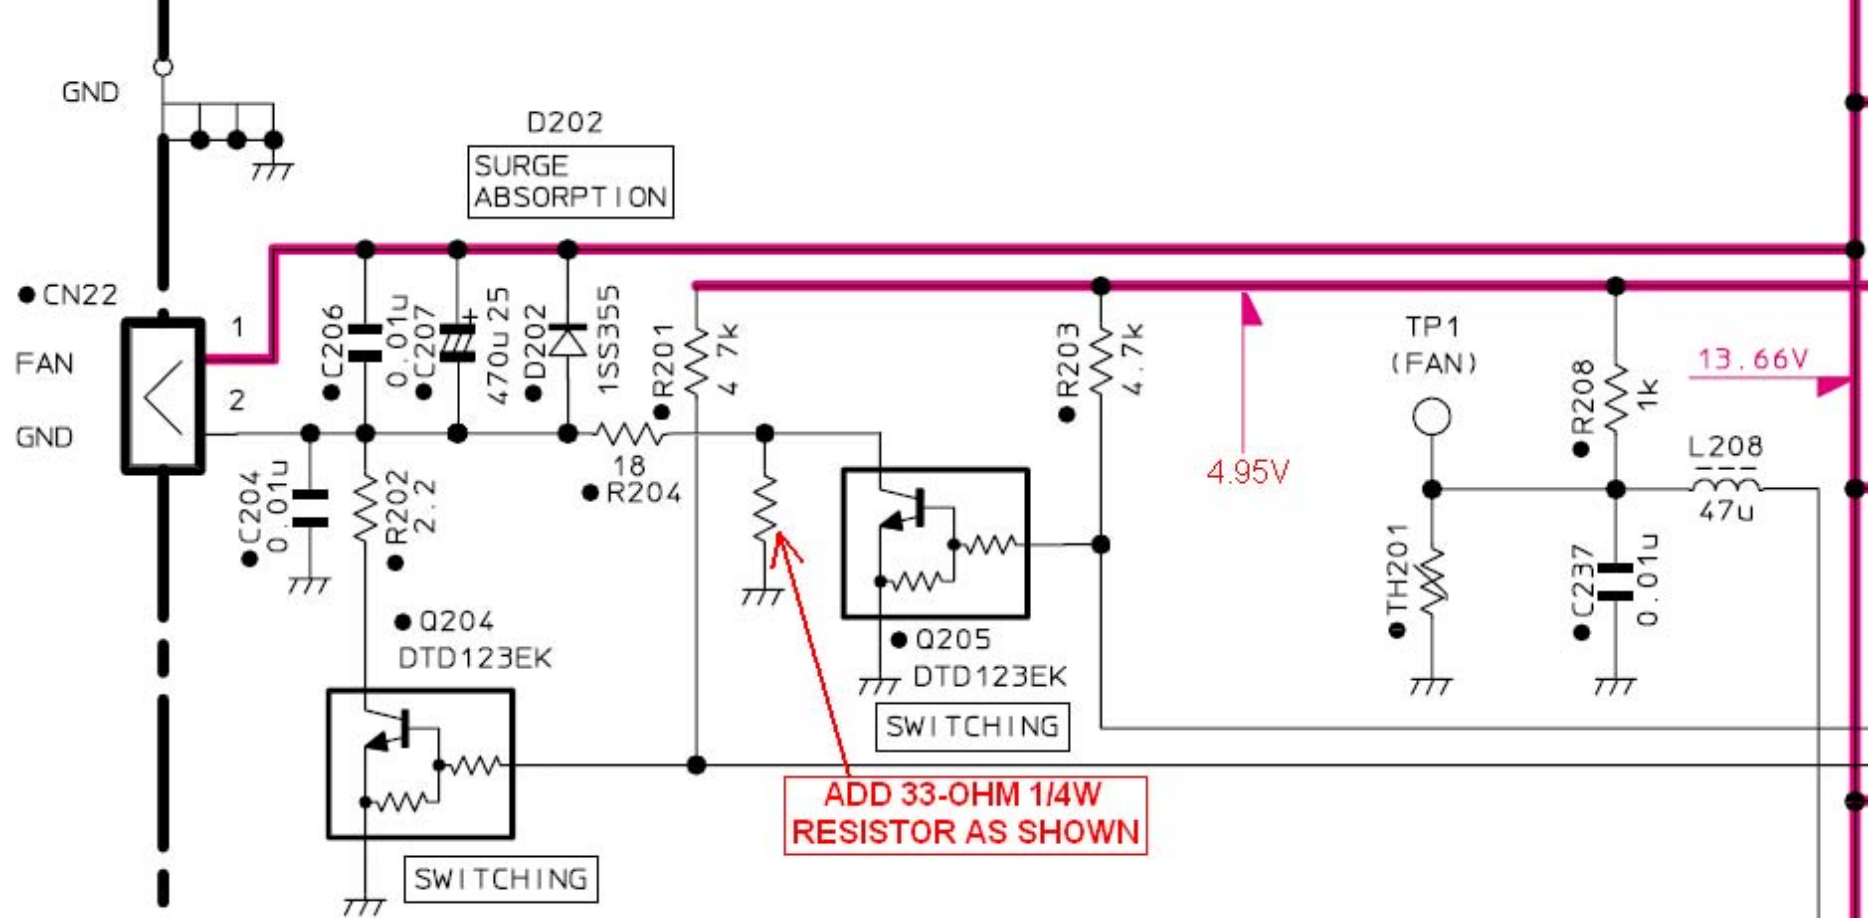 GND
D202
SURGE
ABSORPTION
CN22
1
FAN
2
GND
C206
0.01u
C207
+
470u 25
D202
1SS355
R201
4.7k
R203
4.7k
4.95V
TP1
(FAN)
13.66V
R208
1k
L208
47u
C204
0.01u
R202
2.2
18
R204
TH201
C237
0.01u
Q204
DTD123EK
Q205
DTD123EK
SWITCHING
ADD 33-OHM 1/4W
RESISTOR AS SHOWN
SWITCHING